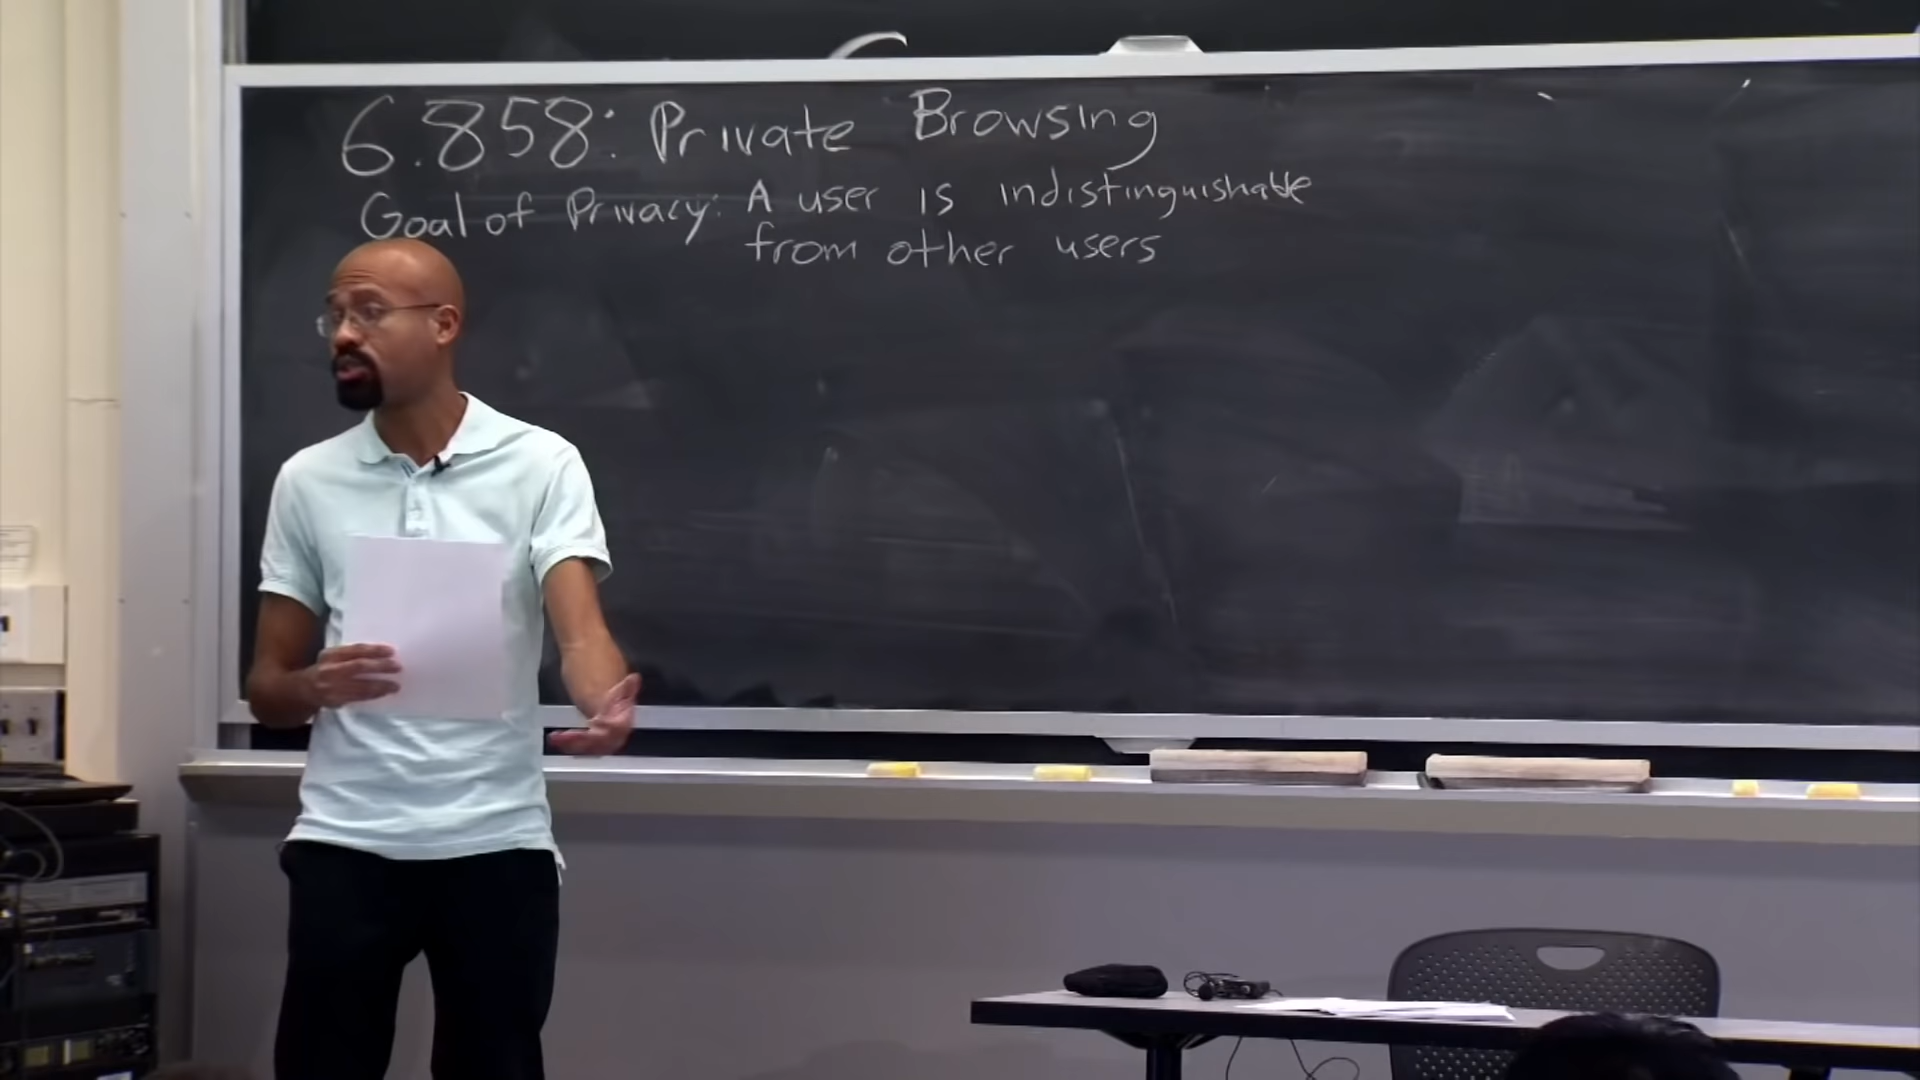 6.858: Private Browsing
Goal of Privacy: A user is indistinguishable
from other users